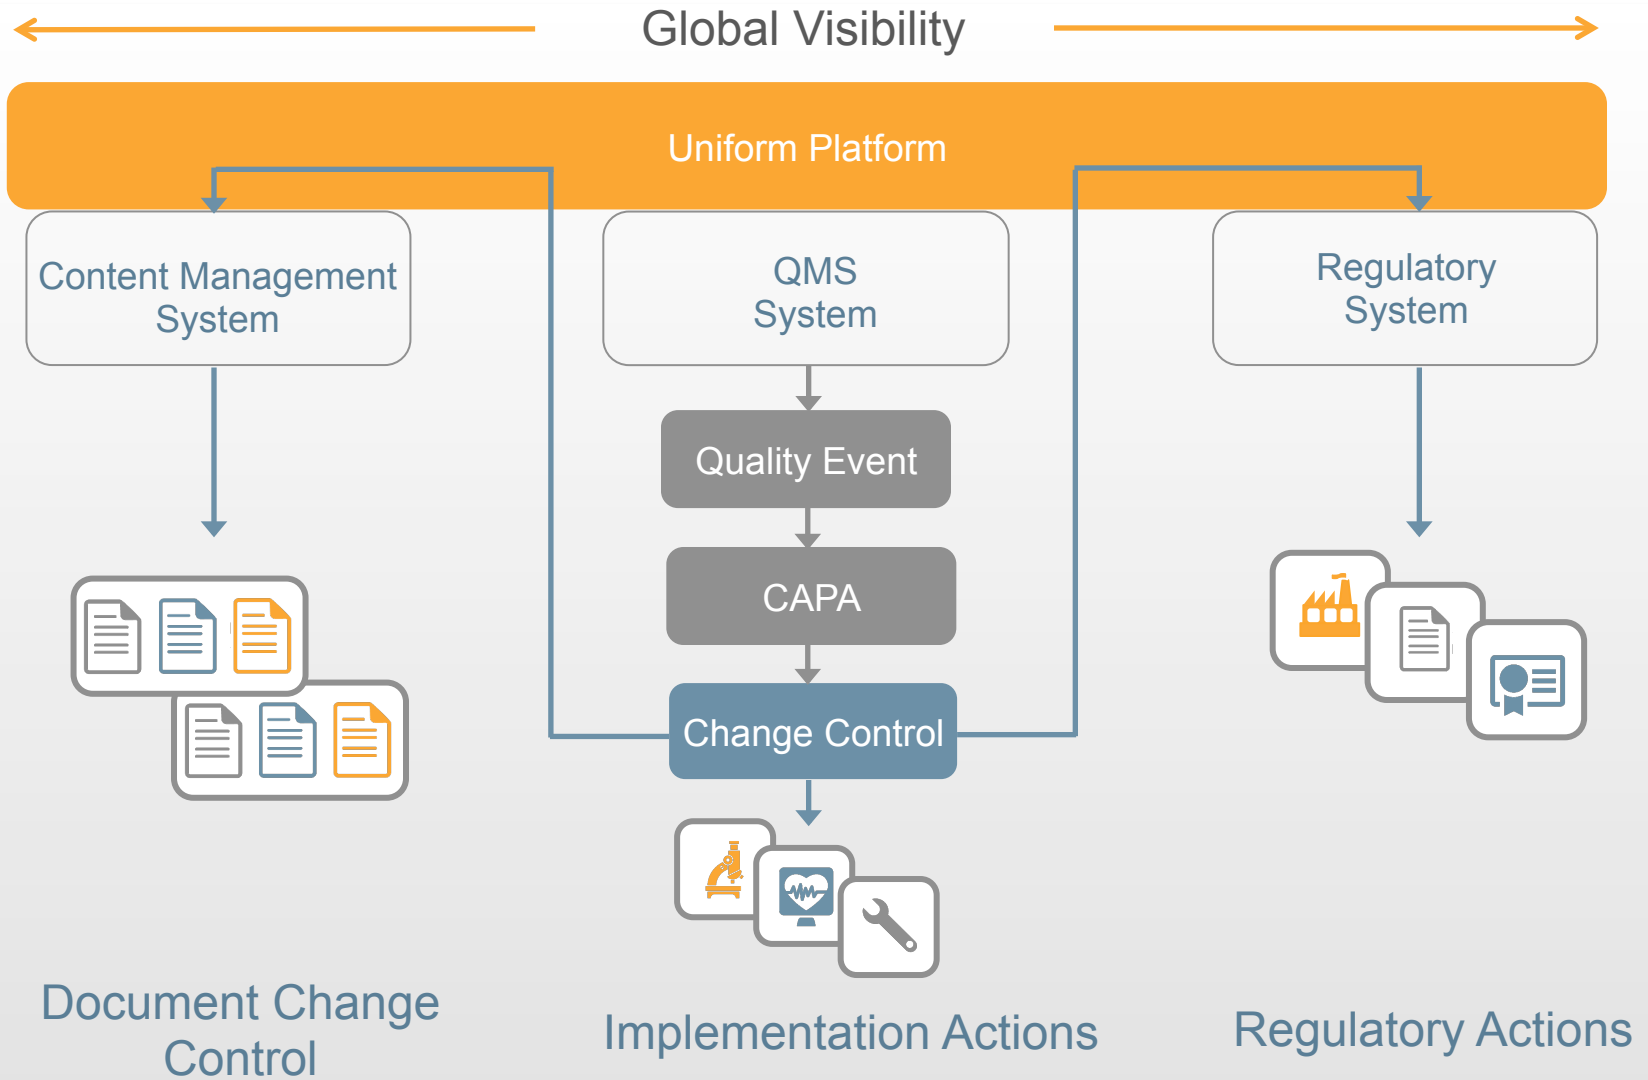 Global Visibility
Uniform Platform
Content Management
System
QMS
System
Regulatory
System
Quality Event
CAPA
Change Control
Document Change
Control
Implementation Actions
Regulatory Actions